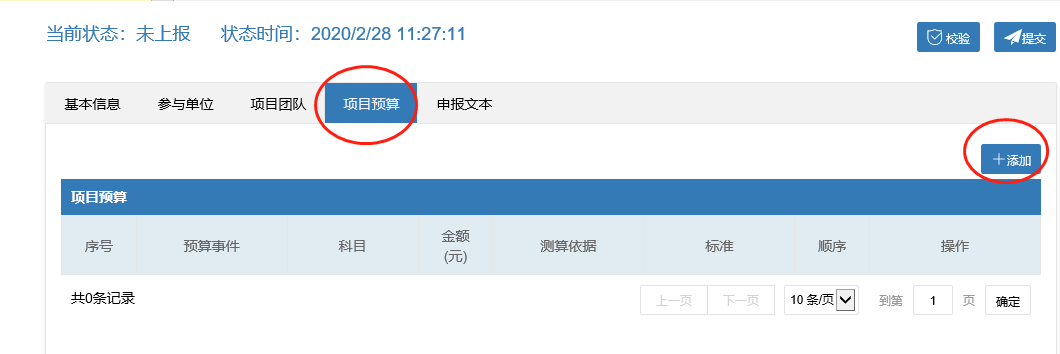 当前状态：未上报 状态时间：2020/2/28 11:27:11
校验 提交
基本信息 参与单位 项目团队 项目预算 申报文本
添加
项目预算
序号 预算事件 科目 金额(元) 测算依据 标准 顺序 操作
共0条记录 上一页 下一页 10 条/页 到第 1 页 确定